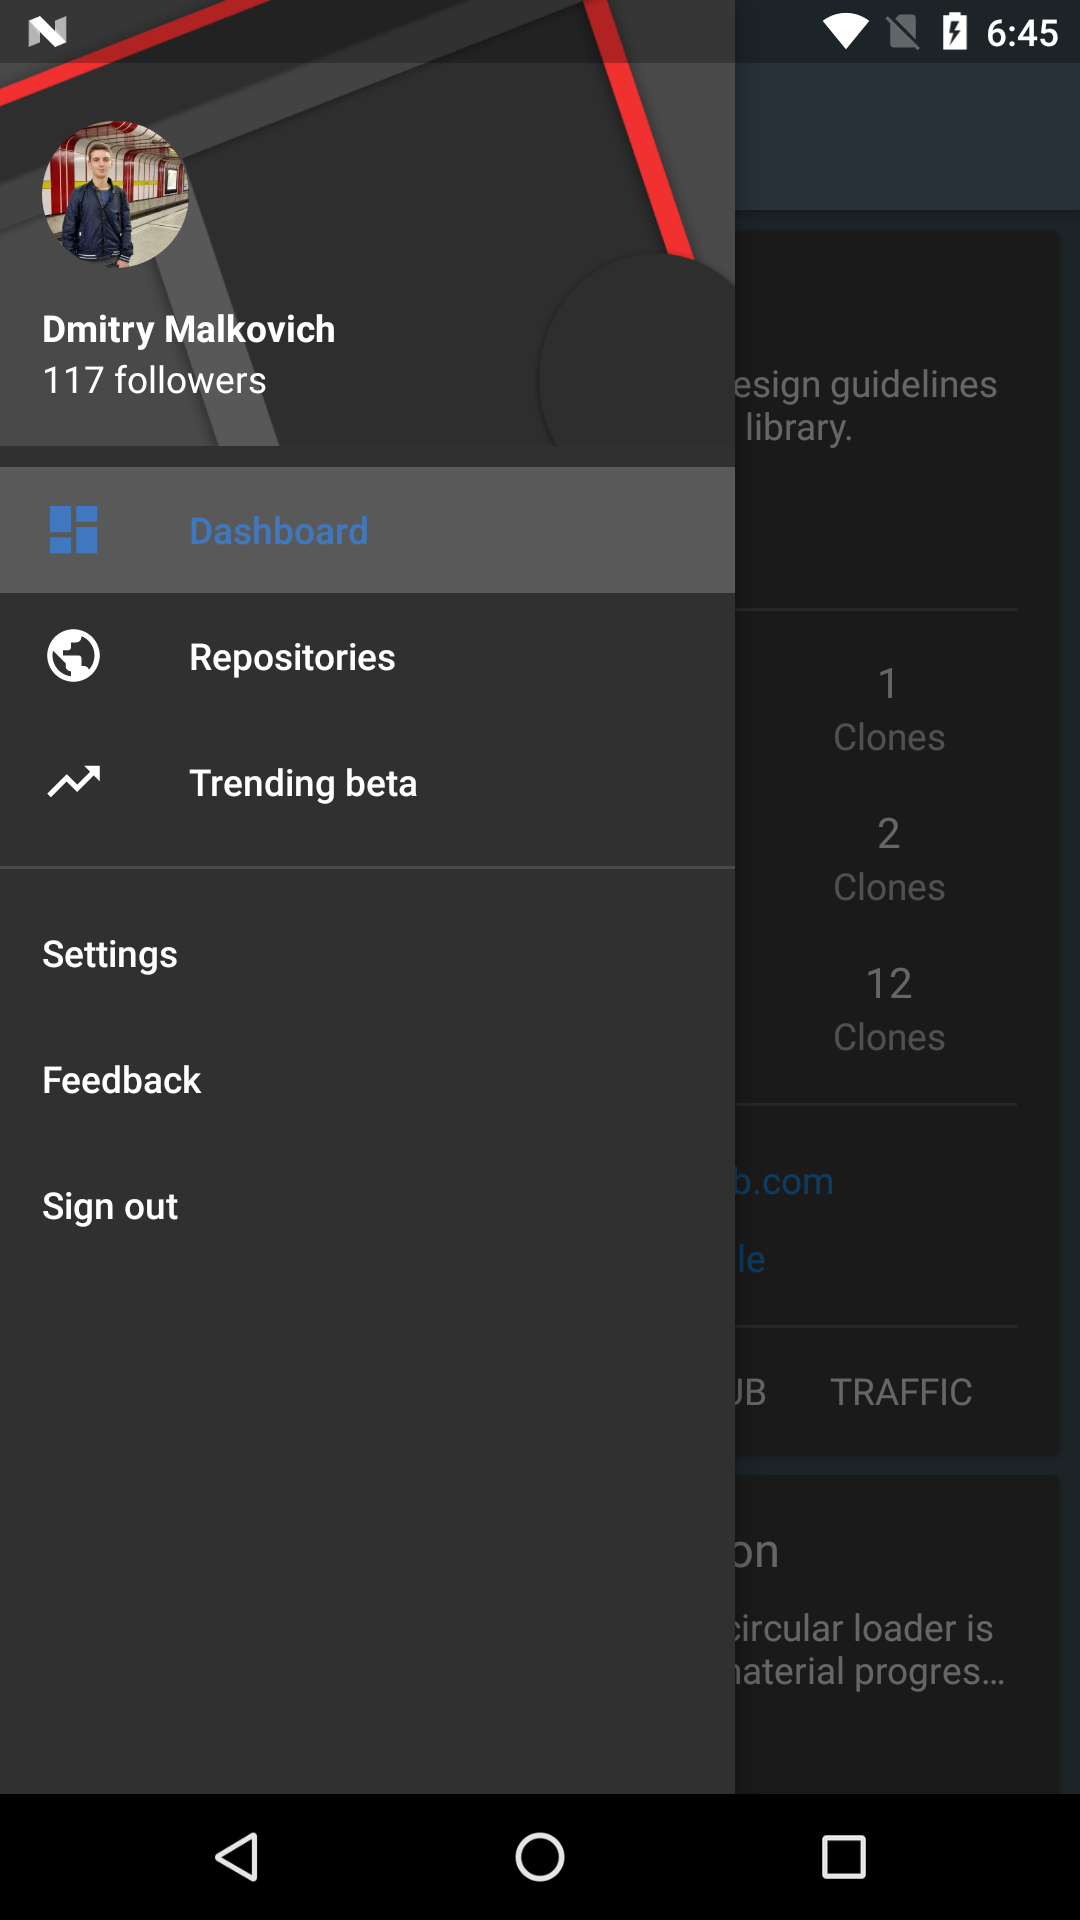 6:45
Dmitry Malkovich
117 followers
Dashboard
Repositories
Trending beta
Settings
Feedback
Sign out
esign guidelines
library.
1
Clones
2
Clones
12
Clones
b.com
le
UB TRAFFIC
on
circular loader is
naterial progres…